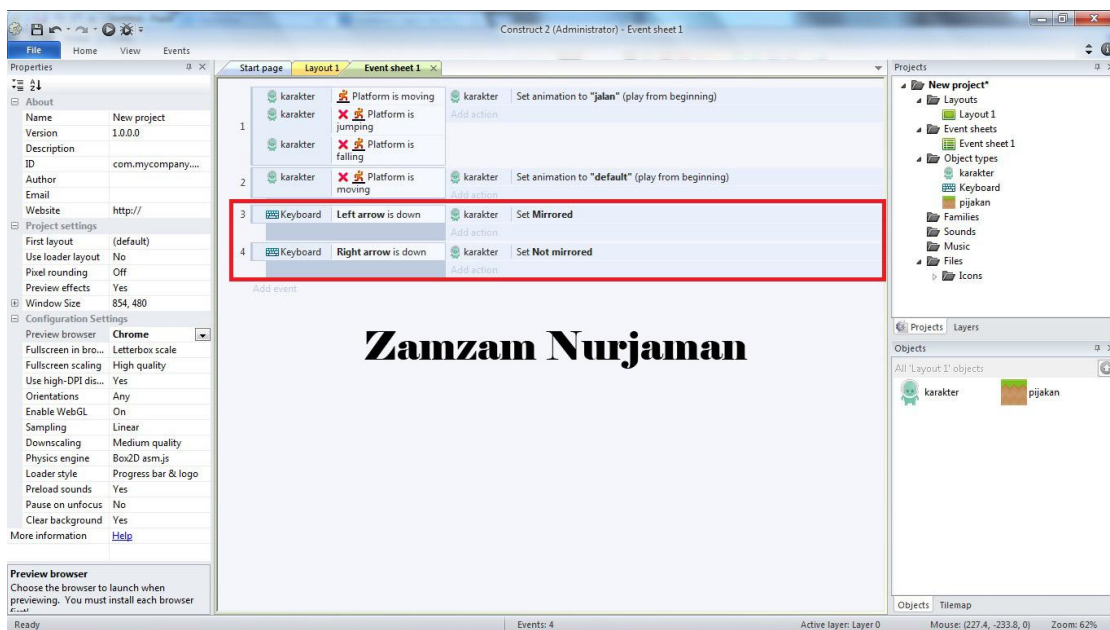 Construct 2 (Administrator) - Event sheet 1
File Home View Events
Properties
About
Name New project
Version 1.0.0.0
Description
ID com.mycompany....
Author
Email
Website http://
Project settings
First layout (default)
Use loader layout No
Pixel rounding Off
Preview effects Yes
Window Size 854, 480
Configuration Settings
Preview browser Chrome
Fullscreen in bro... Letterbox scale
Fullscreen scaling High quality
Use high-DPI dis... Yes
Orientations Any
Enable WebGL On
Sampling Linear
Downscaling Medium quality
Physics engine Box2D asm.js
Loader style Progress bar & logo
Preload sounds Yes
Pause on unfocus No
Clear background Yes
More information Help
Preview browser
Choose the browser to launch when
previewing. You must install each browser
Start page Layout 1 Event sheet 1
1
karakter Platform is moving karakter Set animation to "jalan" (play from beginning)
karakter Platform is jumping Add action
karakter Platform is falling
2 karakter Platform is moving karakter Set animation to "default" (play from beginning)
Add action
3 Keyboard Left arrow is down karakter Set Mirrored
Add action
4 Keyboard Right arrow is down karakter Set Not mirrored
Add action
Add event
Zamzam Nurjaman
Projects
New project*
Layouts
Layout 1
Event sheets
Event sheet 1
Object types
karakter
Keyboard
pijakan
Families
Sounds
Music
Files
Icons
Projects Layers
Objects
All 'Layout 1' objects
karakter pijakan
Objects Tilemap
Ready Events: 4 Active layer: Layer 0 Mouse: (227.4, -233.8, 0) Zoom: 62%